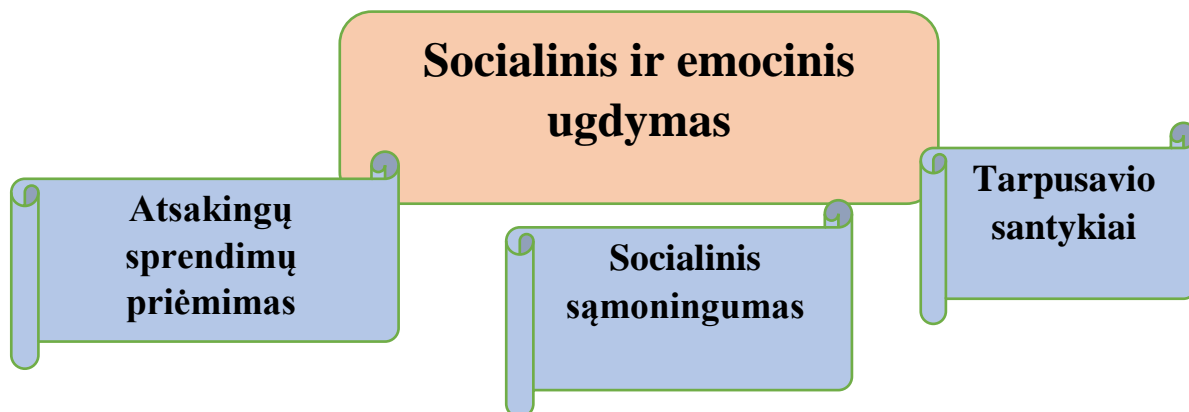 Socialinis ir emocinis
ugdymas
Atsakingų
sprendimų
priėmimas
Socialinis
sąmoningumas
Tarpusavio
santykiai